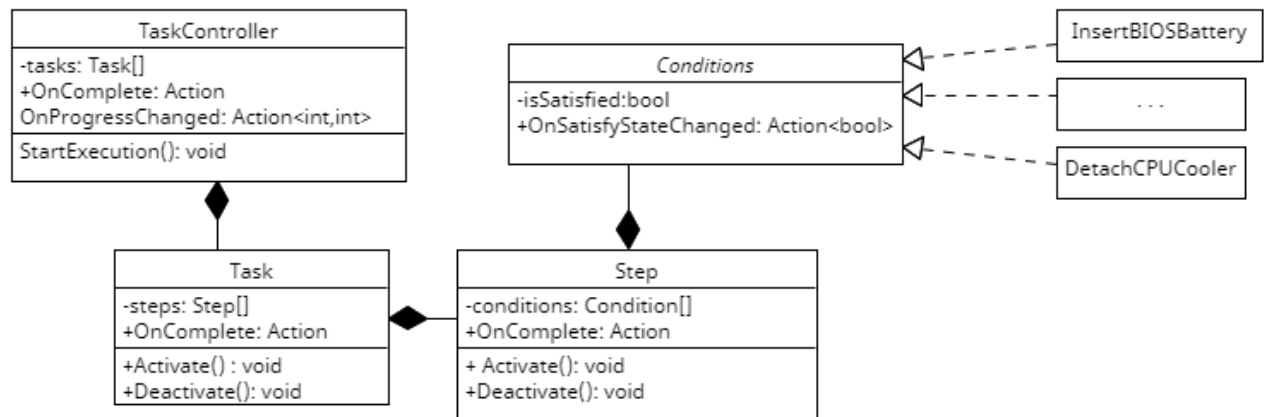 TaskController
-tasks: Task[]
+OnComplete: Action
OnProgressChanged: Action<int,int>
StartExecution(): void
Conditions
-isSatisfied:bool
+OnSatisfyStateChanged: Action<bool>
InsertBIOSBattery
. . .
DetachCPUCooler
Task
-steps: Step[]
+OnComplete: Action
+Activate() : void
+Deactivate(): void
Step
-conditions: Condition[]
+OnComplete: Action
+ Activate(): void
+Deactivate(): void